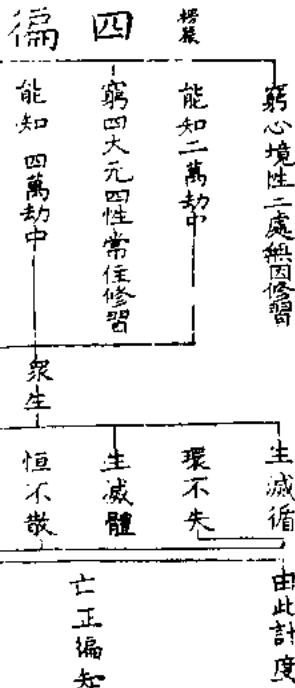 楞嚴
四徧
窮心境性二處無因修習
能知二萬劫中
窮四大元四性常住修習
能知 四萬劫中
衆生
生滅循
環不失
生滅體
恒不散
由此計度
亡正徧知